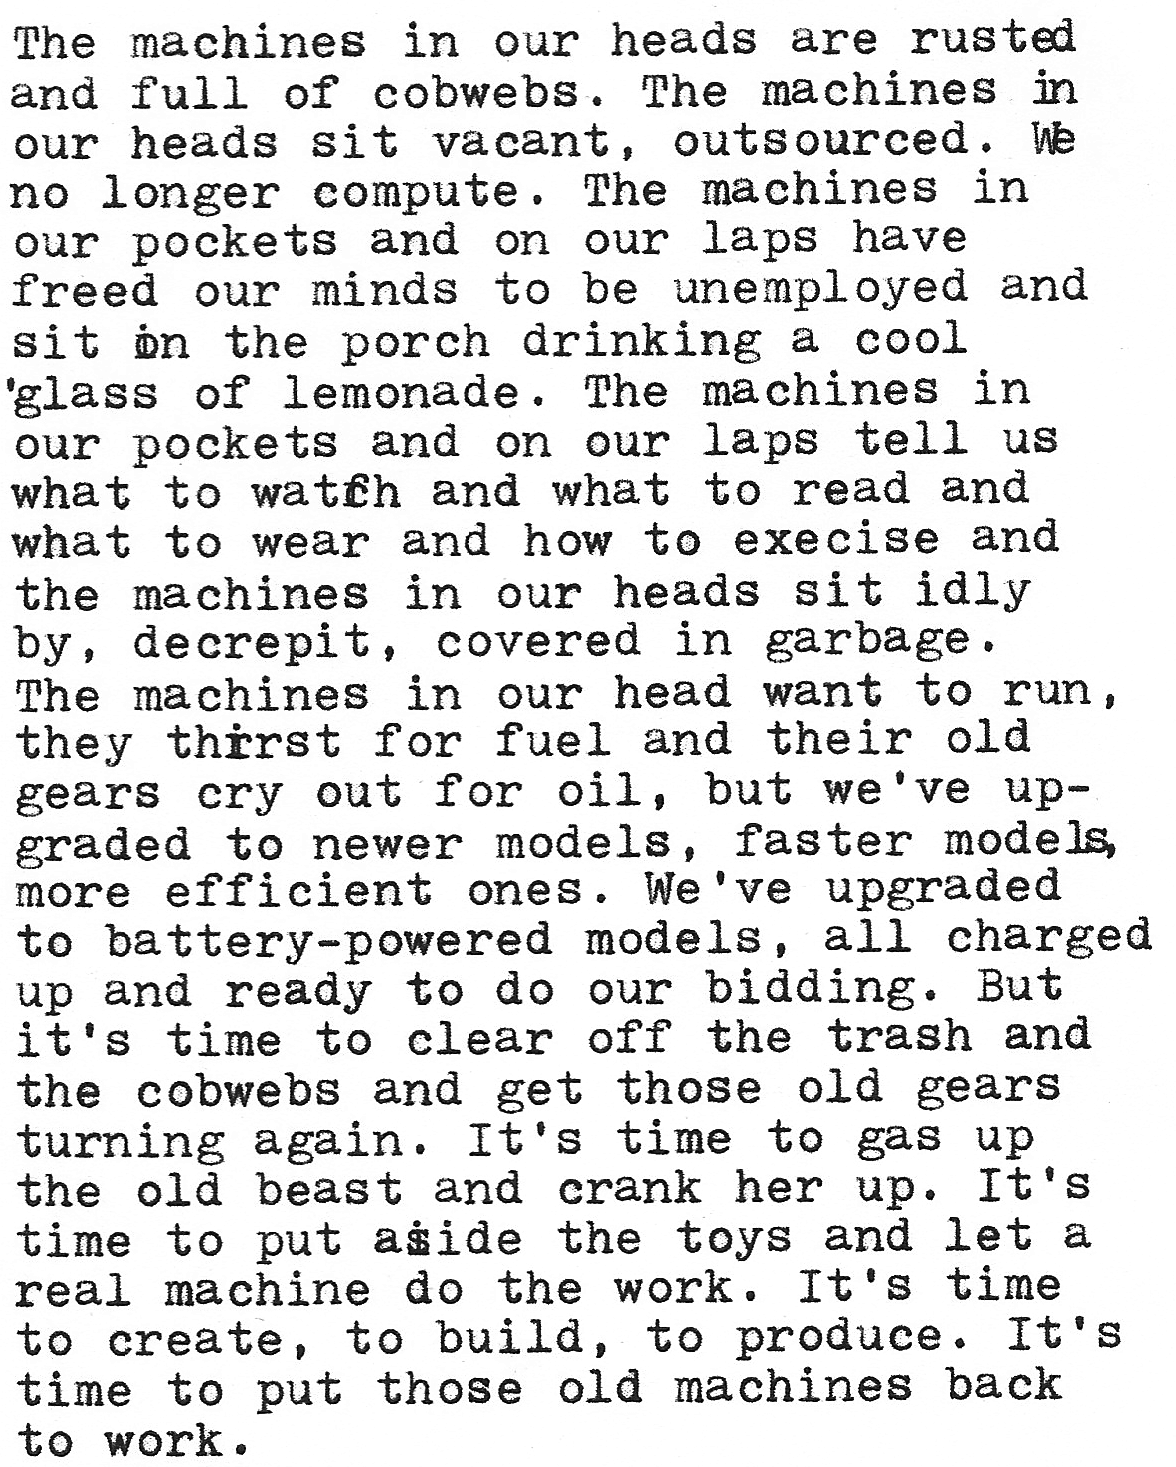 The machines in our heads are rusted
and full of cobwebs. The machines in
our heads sit vacant, outsourced. We
no longer compute. The machines in
our pockets and on our laps have
freed our minds to be unemployed and
sit on the porch drinking a cool
'glass of lemonade. The machines in
our pockets and on our laps tell us
what to watch and what to read and
what to wear and how to execise and
the machines in our heads sit idly
by, decrepit, covered in garbage.
The machines in our head want to run,
they thirst for fuel and their old
gears cry out for oil, but we've up-
graded to newer models, faster models,
more efficient ones. We've upgraded
to battery-powered models, all charged
up and ready to do our bidding. But
it's time to clear off the trash and
the cobwebs and get those old gears
turning again. It's time to gas up
the old beast and crank her up. It's
time to put aside the toys and let a
real machine do the work. It's time
to create, to build, to produce. It's
time to put those old machines back
to work.